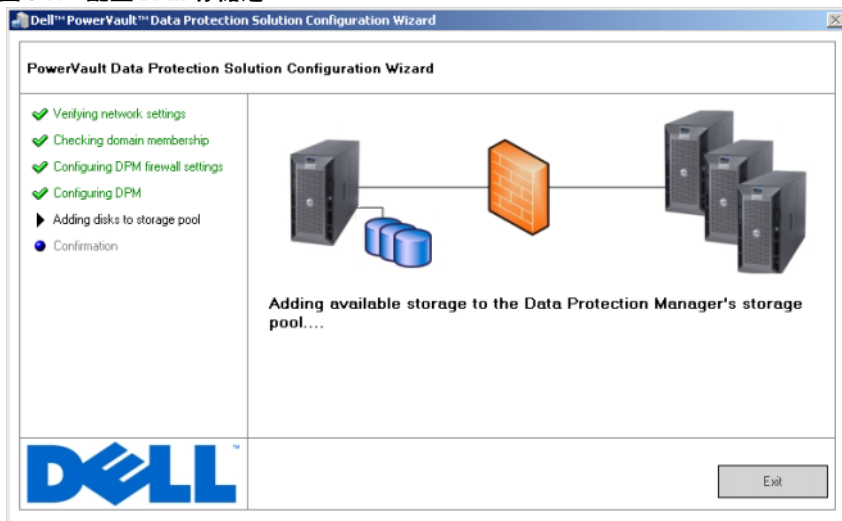 Dell™ PowerVault™ Data Protection Solution Configuration Wizard
PowerVault Data Protection Solution Configuration Wizard
Verifying network settings
Checking domain membership
Configuring DPM firewall settings
Configuring DPM
Adding disks to storage pool
Confirmation
Adding available storage to the Data Protection Manager's storage
pool....
DELL™
Exit